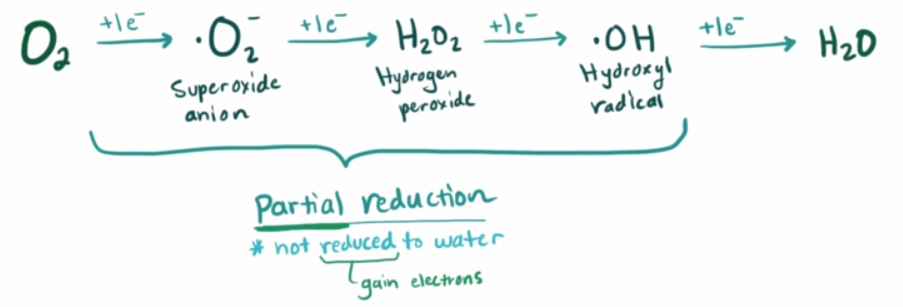 O₂ +1e⁻ ·O₂⁻ +1e⁻ H₂O₂ +1e⁻ ·OH +1e⁻ H₂O
Superoxide
anion
Hydrogen
peroxide
Hydroxyl
radical
Partial reduction
* not reduced to water
gain electrons